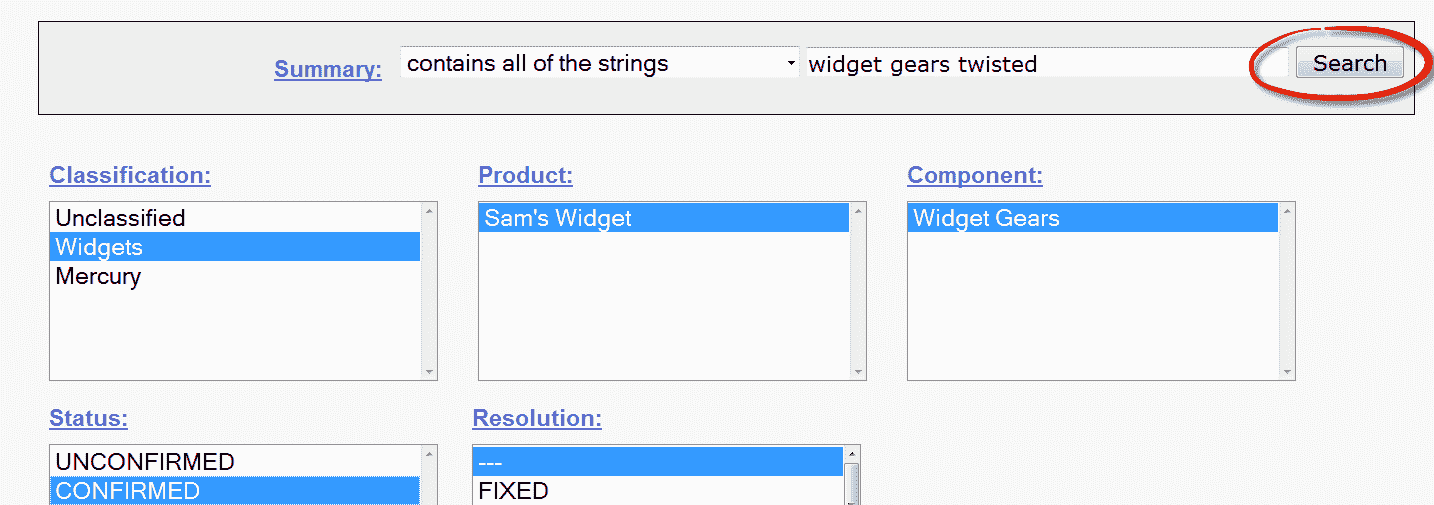 Summary: contains all of the strings widget gears twisted Search
Classification: Product: Component:
Unclassified Sam's Widget Widget Gears
Widgets
Mercury
Status: Resolution:
UNCONFIRMED ---
CONFIRMED FIXED